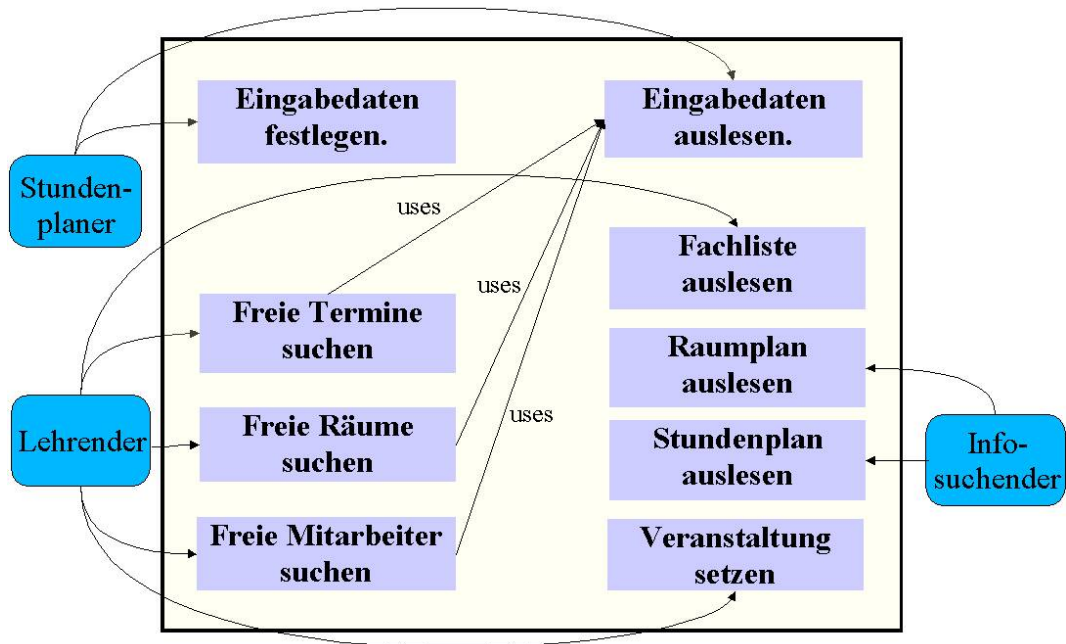 Eingabedaten
festlegen.
Eingabedaten
auslesen.
Stunden-
planer
uses
Fachliste
auslesen
uses
Freie Termine
suchen
Raumplan
auslesen
uses
Lehrender
Freie Räume
suchen
Stundenplan
auslesen
Info-
suchender
Freie Mitarbeiter
suchen
Veranstaltung
setzen